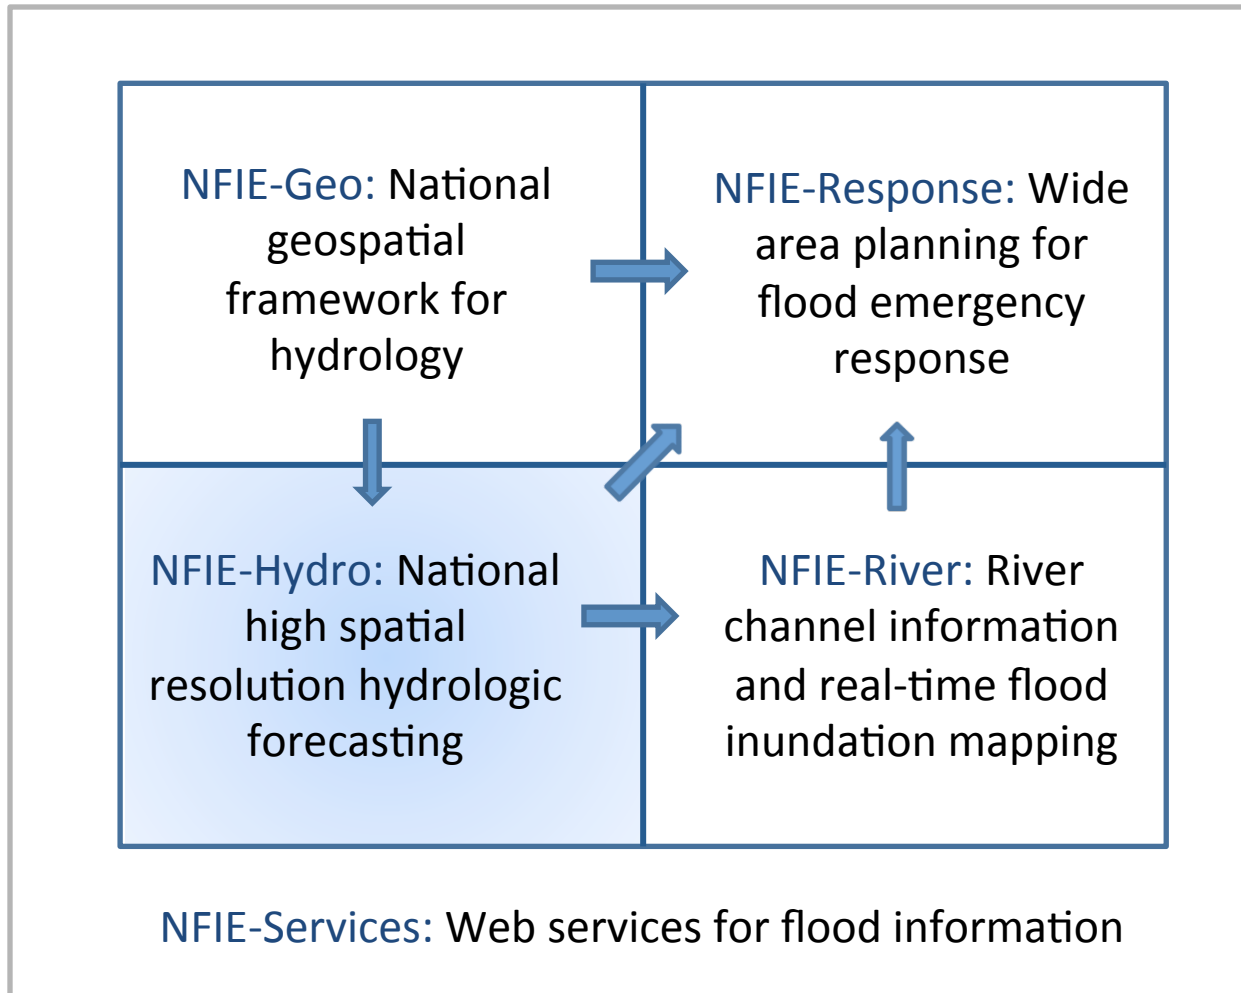 NFIE-Geo: National
geospatial
framework for
hydrology
NFIE-Response: Wide
area planning for
flood emergency
response
NFIE-Hydro: National
high spatial
resolution hydrologic
forecasting
NFIE-River: River
channel information
and real-time flood
inundation mapping
NFIE-Services: Web services for flood information